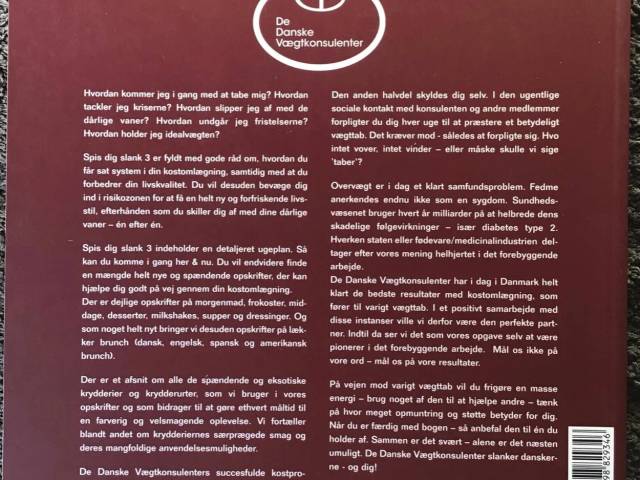 De
Danske
Vægtkonsulenter
Hvordan kommer jeg i gang med at tabe mig? Hvordan
tackler jeg kriserne? Hvordan slipper jeg af med de
dårlige vaner? Hvordan undgår jeg fristelserne?
Hvordan holder jeg idealvægten?
Spis dig slank 3 er fyldt med gode råd om, hvordan du
får sat system i din kostomlægning, samtidig med at du
forbedrer din livskvalitet. Du vil desuden bevæge dig
ind i risikozonen for at få en helt ny og forfriskende livs-
stil, efterhånden som du skiller dig af med dine dårlige
vaner – én efter én.
Spis dig slank 3 indeholder en detaljeret ugeplan. Så
kan du komme i gang her & nu. Du vil endvidere finde
en mængde helt nye og spændende opskrifter, der kan
hjælpe dig godt på vej gennem din kostomlægning.
Der er dejlige opskrifter på morgenmad, frokoster, mid-
dage, desserter, milkshakes, supper og dressinger. Og
som noget helt nyt bringer vi desuden opskrifter på læk-
ker brunch (dansk, engelsk, spansk og amerikansk
brunch).
Der er et afsnit om alle de spændende og eksotiske
krydderier og krydderurter, som vi bruger i vores
opskrifter og som bidrager til at gøre ethvert måltid til
en farverig og velsmagende oplevelse. Vi fortæller
blandt andet om krydderiernes særprægede smag og
deres mangfoldige anvendelsesmuligheder.
De Danske Vægtkonsulenters succesfulde kostpro-
Den anden halvdel skyldes dig selv. I den ugentlige
sociale kontakt med konsulenten og andre medlemmer
forpligter du dig hver uge til at præstere et betydeligt
vægttab. Det kræver mod - således at forpligte sig. Hvo
intet vover, intet vinder – eller måske skulle vi sige
'taber'?
Overvægt er i dag et klart samfundsproblem. Fedme
anerkendes endnu ikke som en sygdom. Sundheds-
væsenet bruger hvert år milliarder på at helbrede dens
skadelige følgevirkninger – især diabetes type 2.
Hverken staten eller fødevare/medicinalindustrien del-
tager efter vores mening helhjertet i det forebyggende
arbejde.
De Danske Vægtkonsulenter har i dag i Danmark helt
klart de bedste resultater med kostomlægning, som
fører til varigt vægttab. I et positivt samarbejde med
disse instanser ville vi derfor være den perfekte part-
ner. Indtil da ser vi det som vores opgave selv at være
pionerer i det forebyggende arbejde. Mål os ikke på
vore ord – mål os på vores resultater.
På vejen mod varigt vægttab vil du frigøre en masse
energi – brug noget af den til at hjælpe andre – tænk
på hvor meget opmuntring og støtte betyder for dig.
Når du er færdig med bogen – så anbefal den til én du
holder af. Sammen er det svært – alene er det næsten
umuligt. De Danske Vægtkonsulenter slanker dansker-
ne - og dig!
98 829346